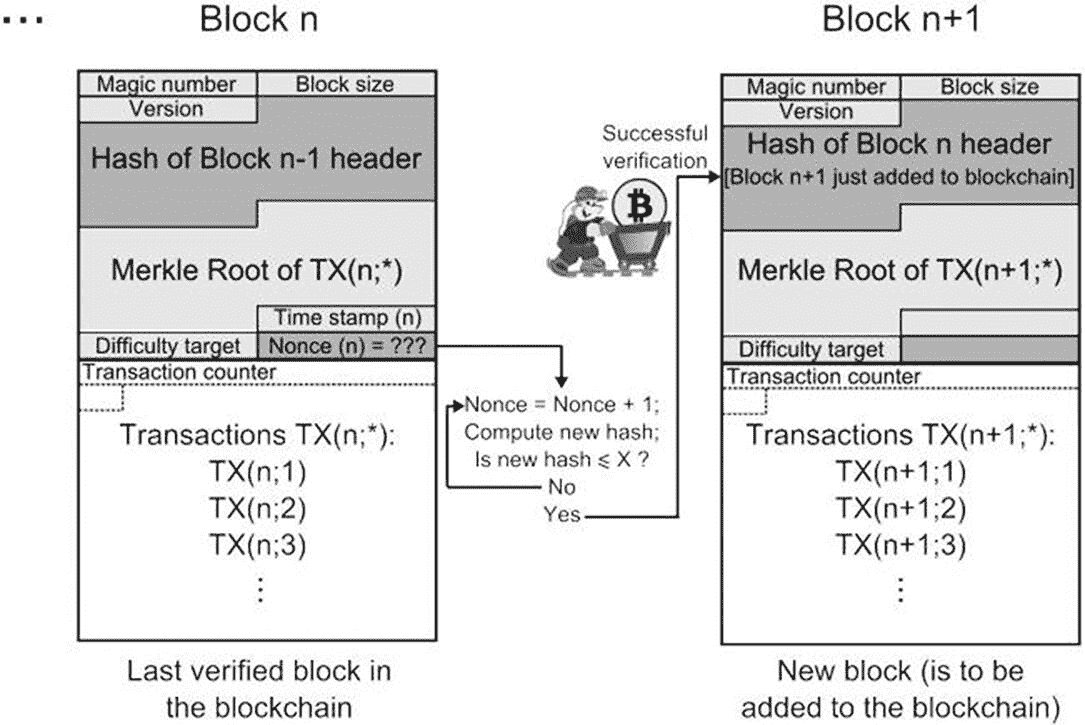 ...
Block n
Magic number
Block size
Version
Hash of Block n-1 header
Merkle Root of TX(n;*)
Time stamp (n)
Difficulty target
Nonce (n) = ???
Transaction counter
Transactions TX(n;*):
TX(n;1)
TX(n;2)
TX(n;3)
⋮
Last verified block in
the blockchain
Successful
verification
₿
Nonce = Nonce + 1;
Compute new hash;
Is new hash ⩽ X ?
No
Yes
Block n+1
Magic number
Block size
Version
Hash of Block n header
[Block n+1 just added to blockchain]
Merkle Root of TX(n+1;*)
Difficulty target
Transaction counter
Transactions TX(n+1;*):
TX(n+1;1)
TX(n+1;2)
TX(n+1;3)
⋮
New block (is to be
added to the blockchain)